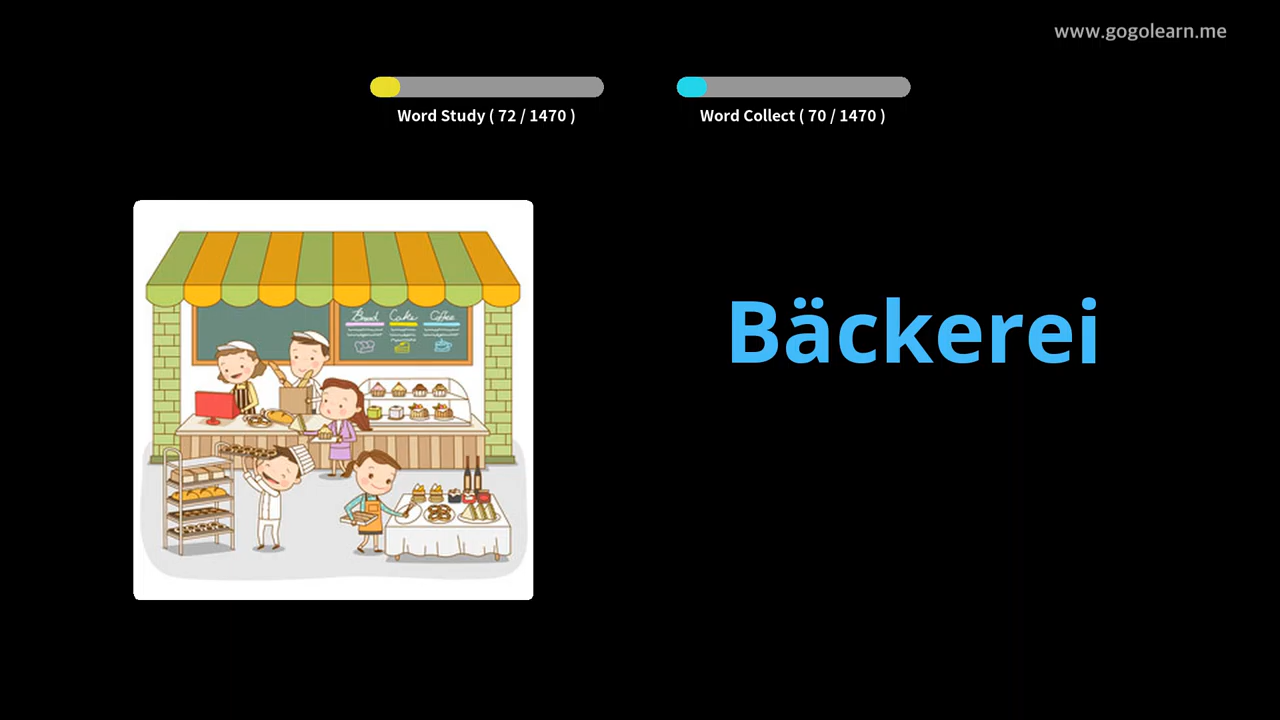 www.gogolearn.me
Word Study ( 72 / 1470 )
Word Collect ( 70 / 1470 )
Bread Cake Coffee
Bäckerei